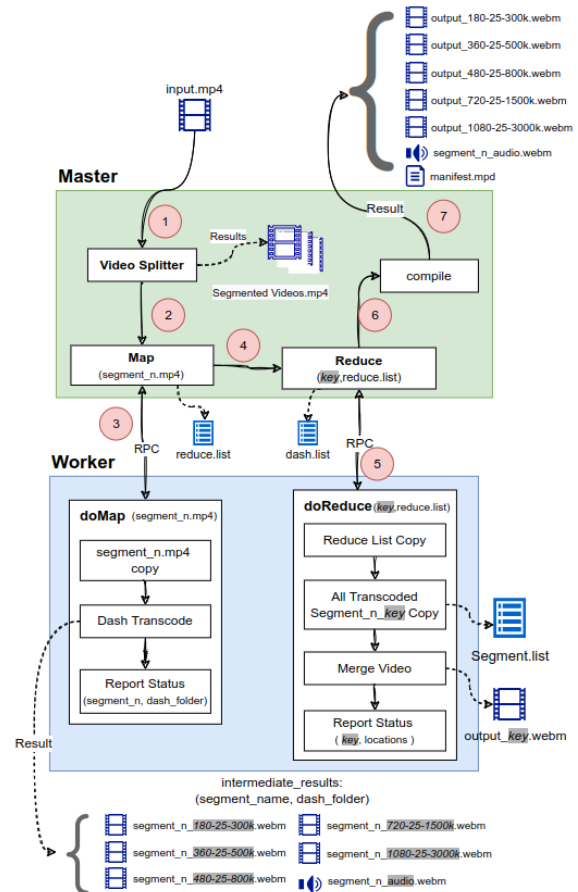 output_180-25-300k.webm
output_360-25-500k.webm
output_480-25-800k.webm
output_720-25-1500k.webm
output_1080-25-3000k.webm
segment_n_audio.webm
manifest.mpd
input.mp4
Master
1
Result
7
Video Splitter
Results
Segmented Videos.mp4
compile
2
4
6
Map
(segment_n.mp4)
Reduce
(key,reduce.list)
3
RPC
reduce.list
dash.list
RPC
5
Worker
doMap (segment_n.mp4)
segment_n.mp4
copy
Dash Transcode
Report Status
(segment_n, dash_folder)
doReduce (key,reduce.list)
Reduce List Copy
All Transcoded
Segment_n_key Copy
Merge Video
Report Status
( key, locations )
Segment.list
output_key.webm
Result
intermediate_results:
(segment_name, dash_folder)
segment_n_180-25-300k.webm
segment_n_720-25-1500k.webm
segment_n_360-25-500k.webm
segment_n_1080-25-3000k.webm
segment_n_480-25-800k.webm
segment_n_audio.webm